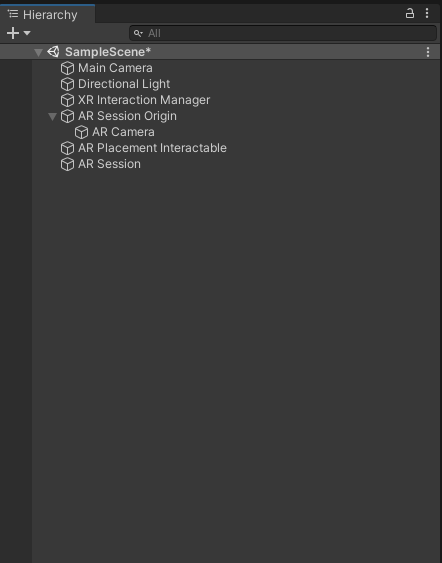 Hierarchy
All
SampleScene*
Main Camera
Directional Light
XR Interaction Manager
AR Session Origin
AR Camera
AR Placement Interactable
AR Session